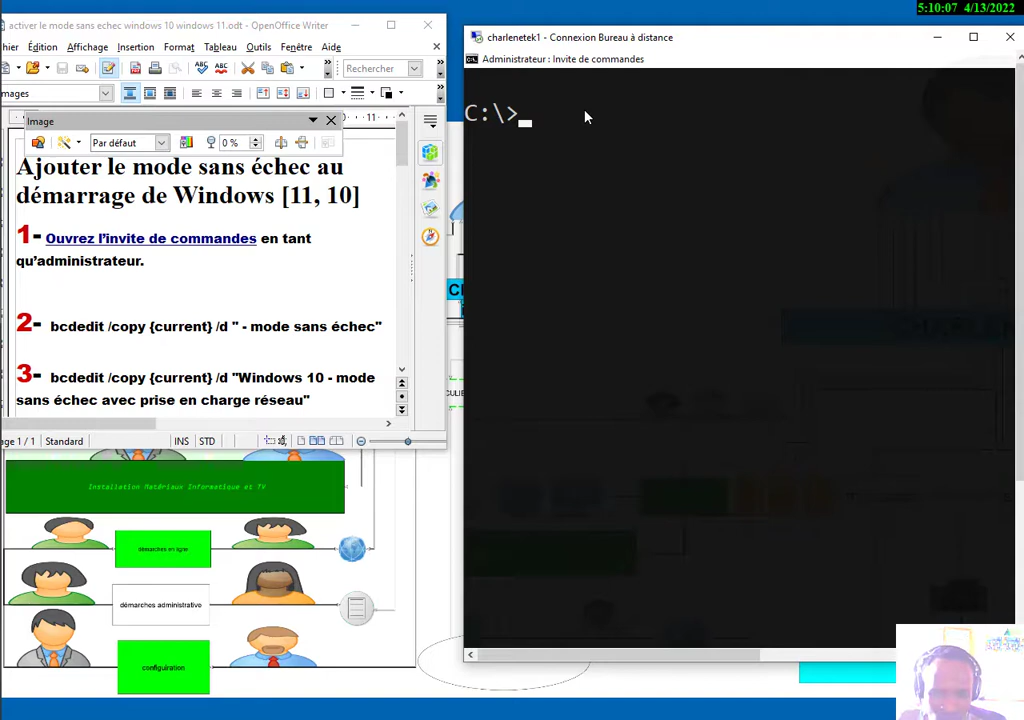 5:10:07 4/13/2022
activer le mode sans echec windows 10 windows 11.odt - OpenOffice Writer
hier Édition Affichage Insertion Format Tableau Outils Fenêtre Aide
Rechercher
mages
11
Image
Par défaut
0 %
Ajouter le mode sans échec au
démarrage de Windows [11, 10]
1- Ouvrez l’invite de commandes en tant
qu’administrateur.
2- bcdedit /copy {current} /d " - mode sans échec"
3- bcdedit /copy {current} /d "Windows 10 - mode
sans échec avec prise en charge réseau"
age 1 / 1 Standard INS STD
Installation Matériaux Informatique et TV
démarches en ligne
démarches administrative
configuration
charlenetek1 - Connexion Bureau à distance
Administrateur : Invite de commandes
C:\>